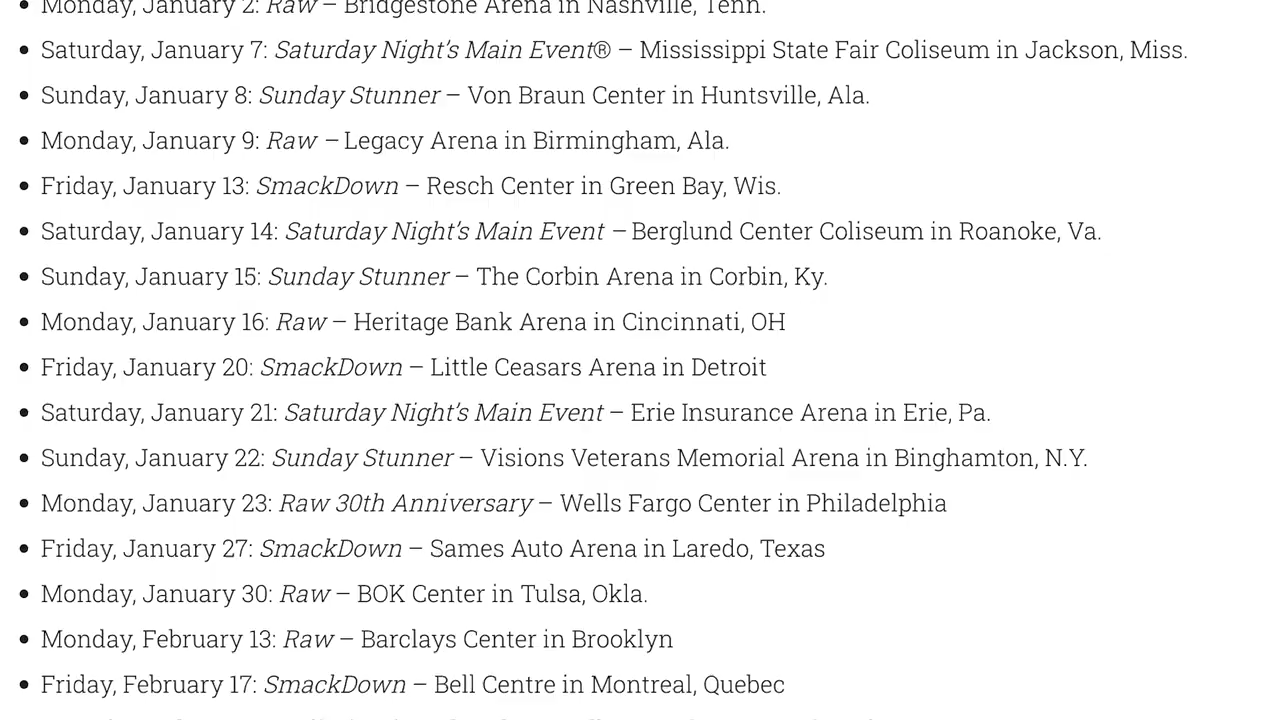 • Monday, January 2: Raw – Bridgestone Arena in Nashville, Tenn.
• Saturday, January 7: Saturday Night's Main Event® – Mississippi State Fair Coliseum in Jackson, Miss.
• Sunday, January 8: Sunday Stunner – Von Braun Center in Huntsville, Ala.
• Monday, January 9: Raw – Legacy Arena in Birmingham, Ala.
• Friday, January 13: SmackDown – Resch Center in Green Bay, Wis.
• Saturday, January 14: Saturday Night's Main Event – Berglund Center Coliseum in Roanoke, Va.
• Sunday, January 15: Sunday Stunner – The Corbin Arena in Corbin, Ky.
• Monday, January 16: Raw – Heritage Bank Arena in Cincinnati, OH
• Friday, January 20: SmackDown – Little Ceasars Arena in Detroit
• Saturday, January 21: Saturday Night's Main Event – Erie Insurance Arena in Erie, Pa.
• Sunday, January 22: Sunday Stunner – Visions Veterans Memorial Arena in Binghamton, N.Y.
• Monday, January 23: Raw 30th Anniversary – Wells Fargo Center in Philadelphia
• Friday, January 27: SmackDown – Sames Auto Arena in Laredo, Texas
• Monday, January 30: Raw – BOK Center in Tulsa, Okla.
• Monday, February 13: Raw – Barclays Center in Brooklyn
• Friday, February 17: SmackDown – Bell Centre in Montreal, Quebec